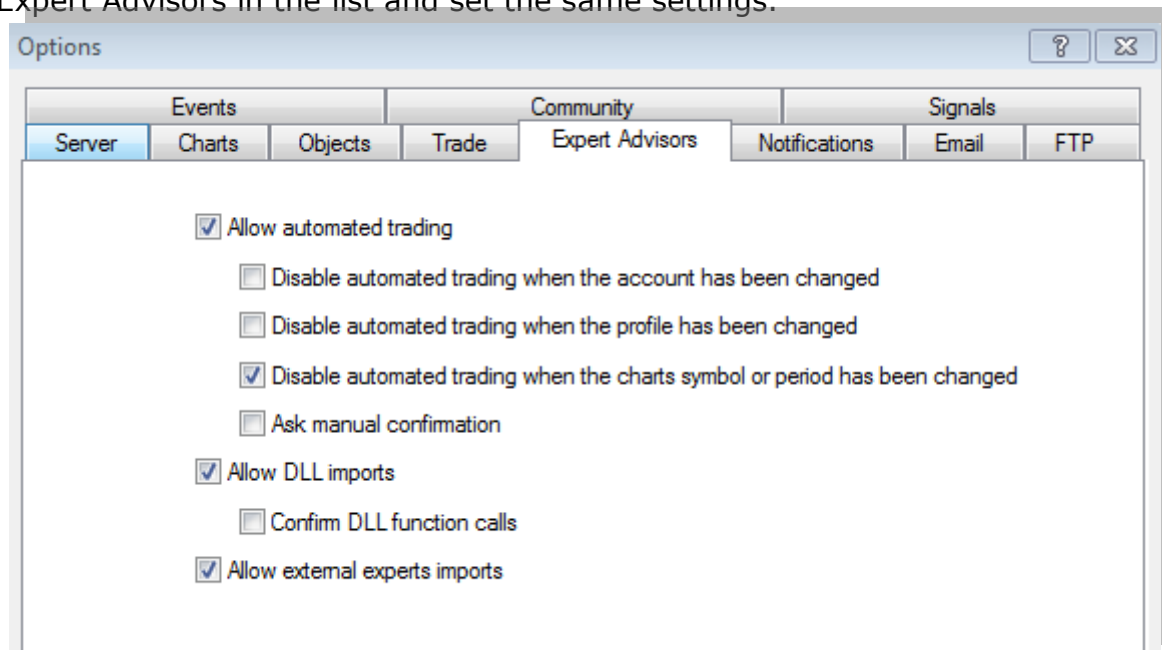 Expert Advisors in the list and set the same settings.
Options
Events Community Signals
Server Charts Objects Trade Expert Advisors Notifications Email FTP
Allow automated trading
Disable automated trading when the account has been changed
Disable automated trading when the profile has been changed
Disable automated trading when the charts symbol or period has been changed
Ask manual confirmation
Allow DLL imports
Confirm DLL function calls
Allow external experts imports